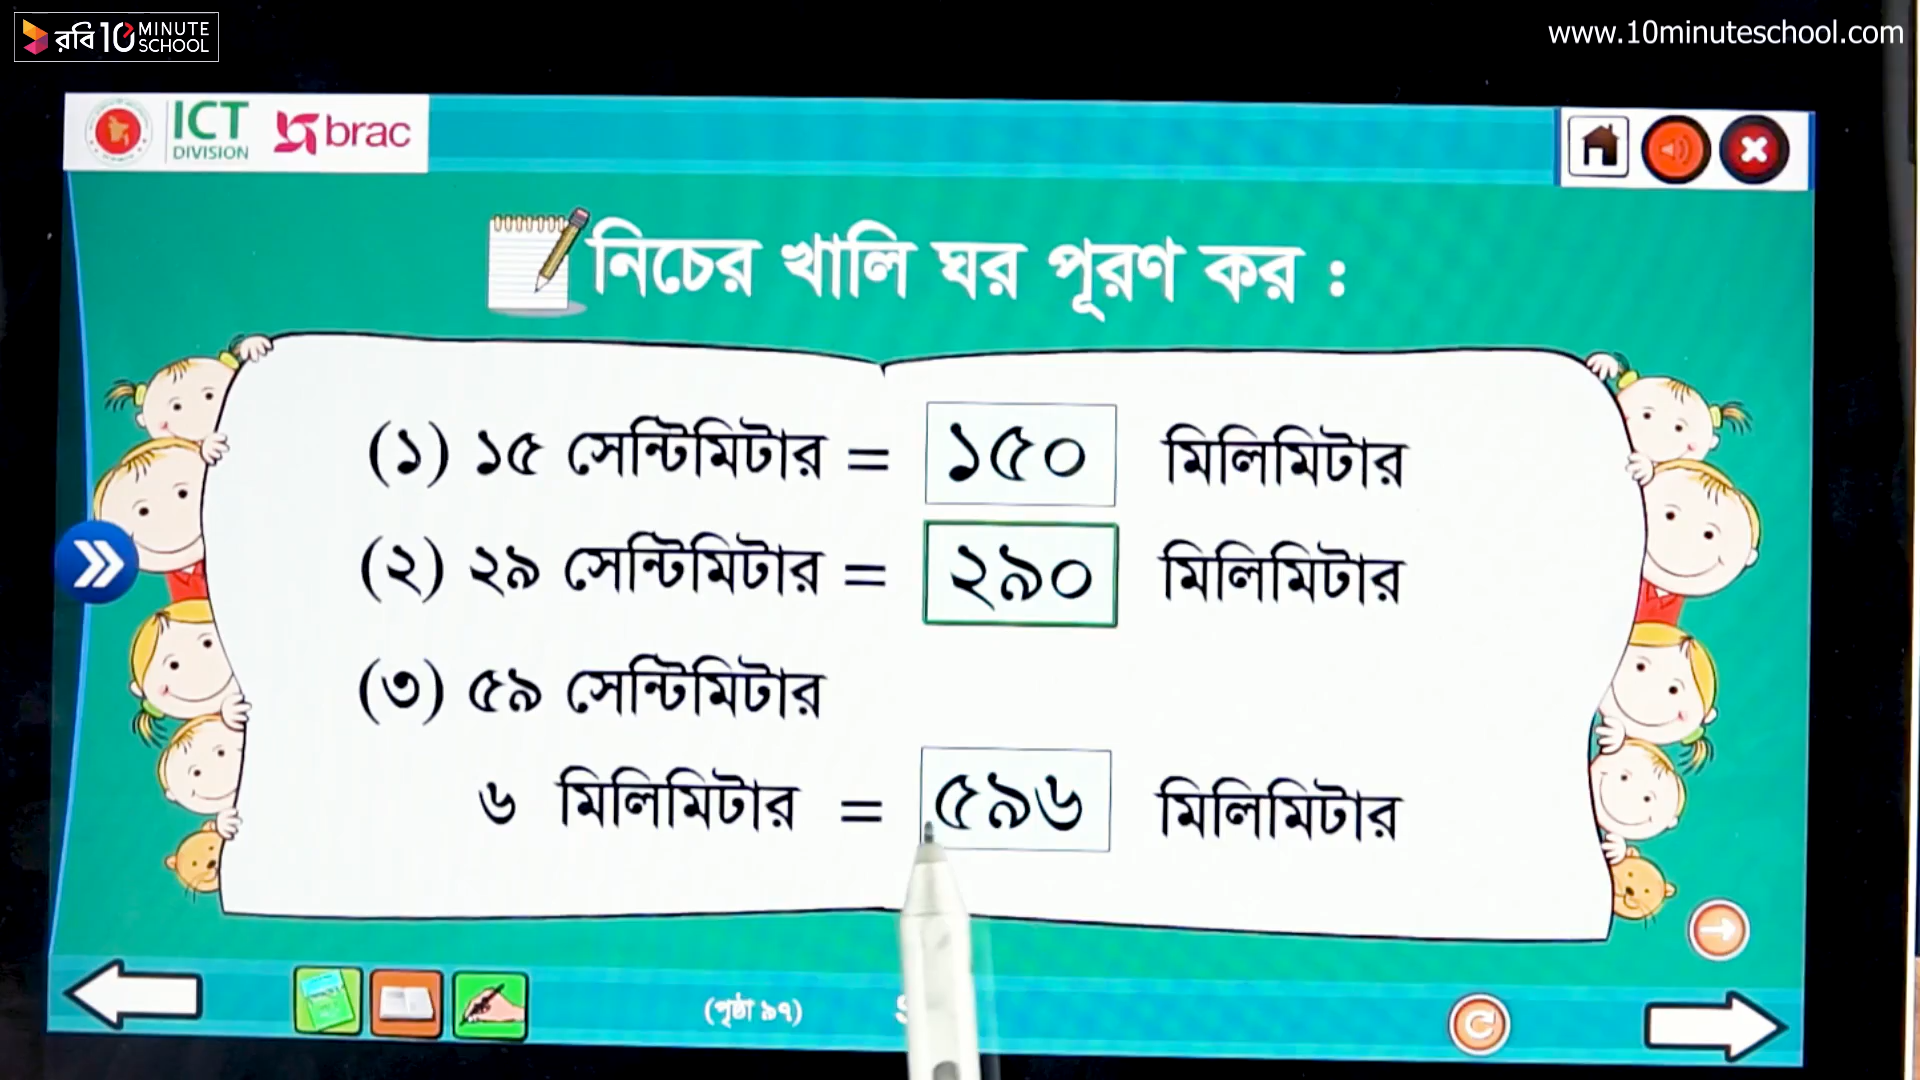 রবি 10 MINUTE SCHOOL
www.10minuteschool.com
ICT DIVISION
brac
নিচের খালি ঘর পূরণ কর :
(১) ১৫ সেন্টিমিটার = ১৫০ মিলিমিটার
(২) ২৯ সেন্টিমিটার = ২৯০ মিলিমিটার
(৩) ৫৯ সেন্টিমিটার
৬ মিলিমিটার = ৫৯৬ মিলিমিটার
(পৃষ্ঠা ৯৭)